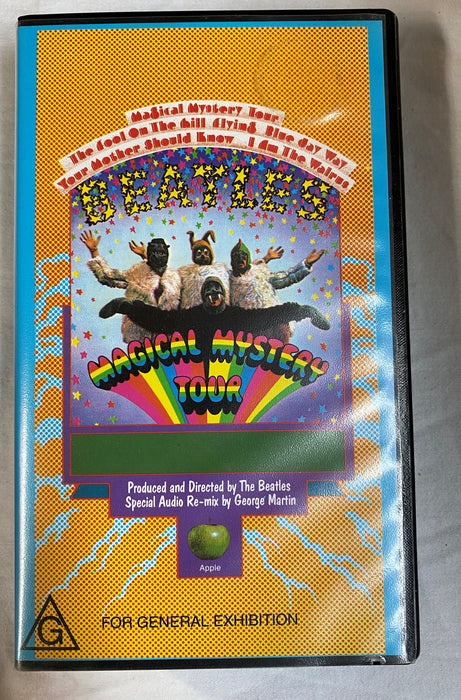 Magical Mystery Tour
The Fool On The Hill Flying Blue Jay Way
Your Mother Should Know I Am The Walrus
BEATLES
MAGICAL MYSTERY
TOUR
Produced and Directed by The Beatles
Special Audio Re-mix by George Martin
Apple
G
FOR GENERAL EXHIBITION